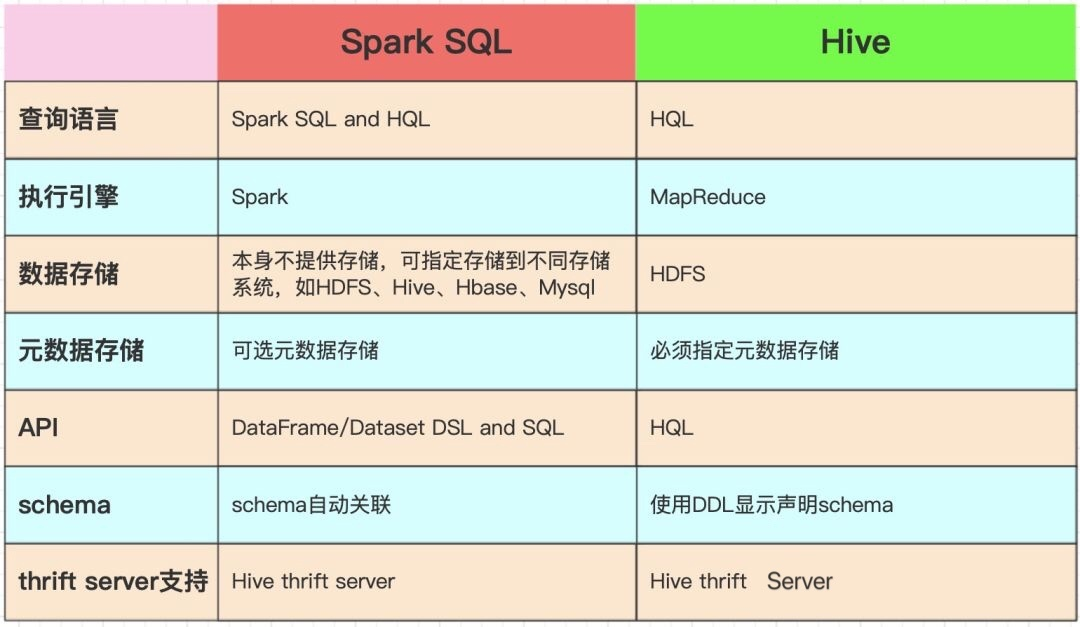 Spark SQL Hive
查询语言 Spark SQL and HQL HQL
执行引擎 Spark MapReduce
数据存储 本身不提供存储，可指定存储到不同存储
系统，如HDFS、Hive、Hbase、Mysql HDFS
元数据存储 可选元数据存储 必须指定元数据存储
API DataFrame/Dataset DSL and SQL HQL
schema schema自动关联 使用DDL显示声明schema
thrift server支持 Hive thrift server Hive thrift Server